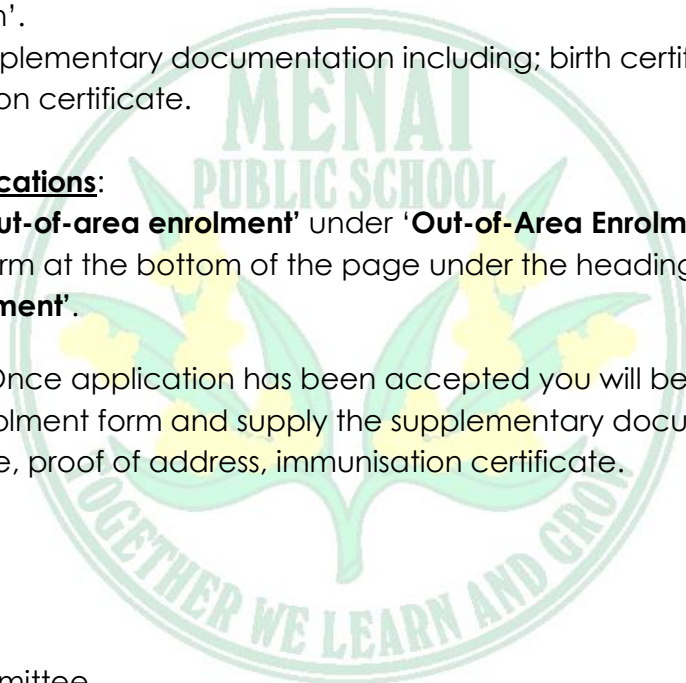 n’.
plementary documentation including; birth certif
on certificate.
MENAI
PUBLIC SCHOOL
cations:
ut-of-area enrolment’ under ‘Out-of-Area Enrolm
rm at the bottom of the page under the heading
ment’.
Once application has been accepted you will be
olment form and supply the supplementary docu
e, proof of address, immunisation certificate.
TOGETHER WE LEARN AND GROW
mittee